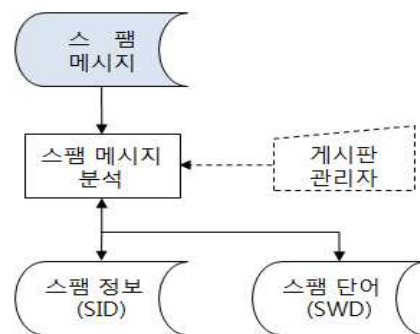 스 팸
메시지
스팸 메시지
분석
게시판
관리자
스팸 정보
(SID)
스팸 단어
(SWD)